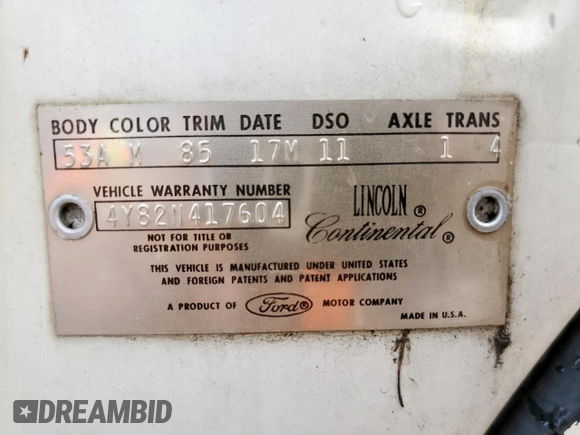 BODY COLOR TRIM DATE DSO AXLE TRANS
53A M 85 17M 11 1 4
VEHICLE WARRANTY NUMBER
4Y82N417604
NOT FOR TITLE OR
REGISTRATION PURPOSES
LINCOLN ®
Continental ®
THIS VEHICLE IS MANUFACTURED UNDER UNITED STATES
AND FOREIGN PATENTS AND PATENT APPLICATIONS
A PRODUCT OF Ford® MOTOR COMPANY
MADE IN U.S.A.
DREAMBID